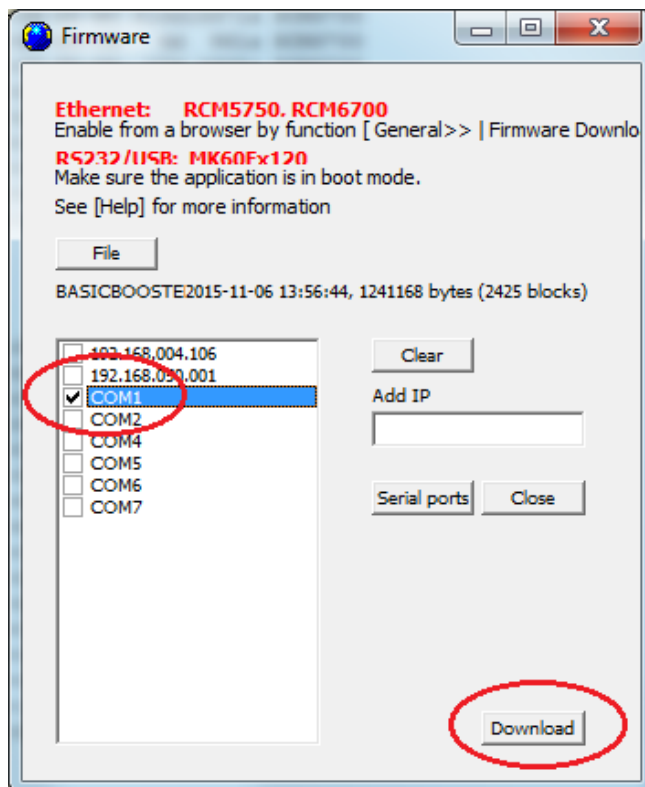 Firmware
Ethernet: RCM5750. RCM6700
Enable from a browser by function [ General>> | Firmware Downlo
RS232/USB: MK60Fx120
Make sure the application is in boot mode.
See [Help] for more information
File
BASICBOOSTE 2015-11-06 13:56:44, 1241168 bytes (2425 blocks)
192.168,004.106
192.168.050.001
COM1
COM2
COM4
COM5
COM6
COM7
Clear
Add IP
Serial ports
Close
Download